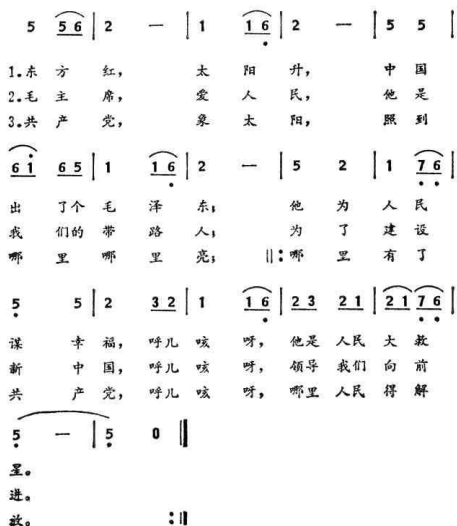 5 56 | 2 — | 1 16 | 2 — | 5 5 |
1.东方红，太阳升，中国
2.毛主席，爱人民，他是
3.共产党，象太阳，照到
61 65 | 1 16 | 2 — | 5 2 | 1 76 |
出了个毛泽东；他为人民
我们的带路人；为了建设
哪里哪里亮；‖:哪里有了
5 5 | 2 32 | 1 16 | 23 21 | 21 76 |
谋幸福，呼儿咳呀，他是人民大救
新中国，呼儿咳呀，领导我们向前
共产党，呼儿咳呀，哪里人民得解
5 — | 5 0 ‖
星。
进。
放。 :‖